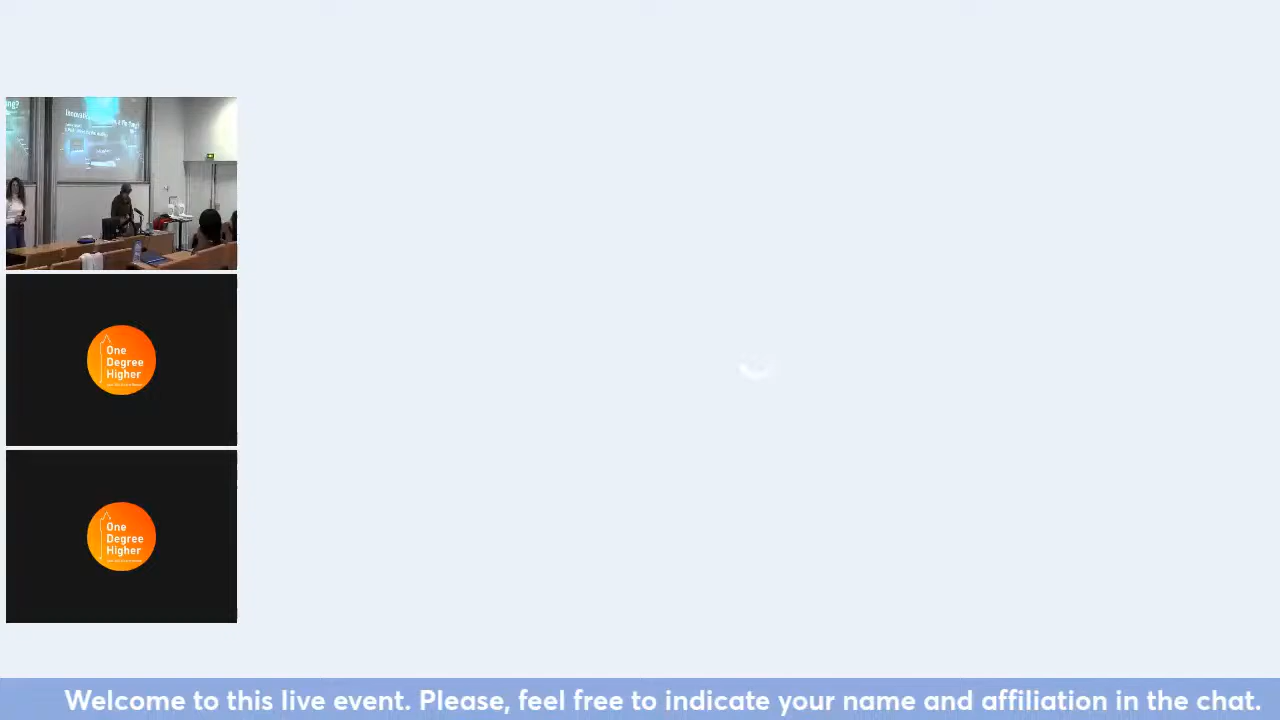 One
Degree
Higher
One
Degree
Higher
Welcome to this live event. Please, feel free to indicate your name and affiliation in the chat.